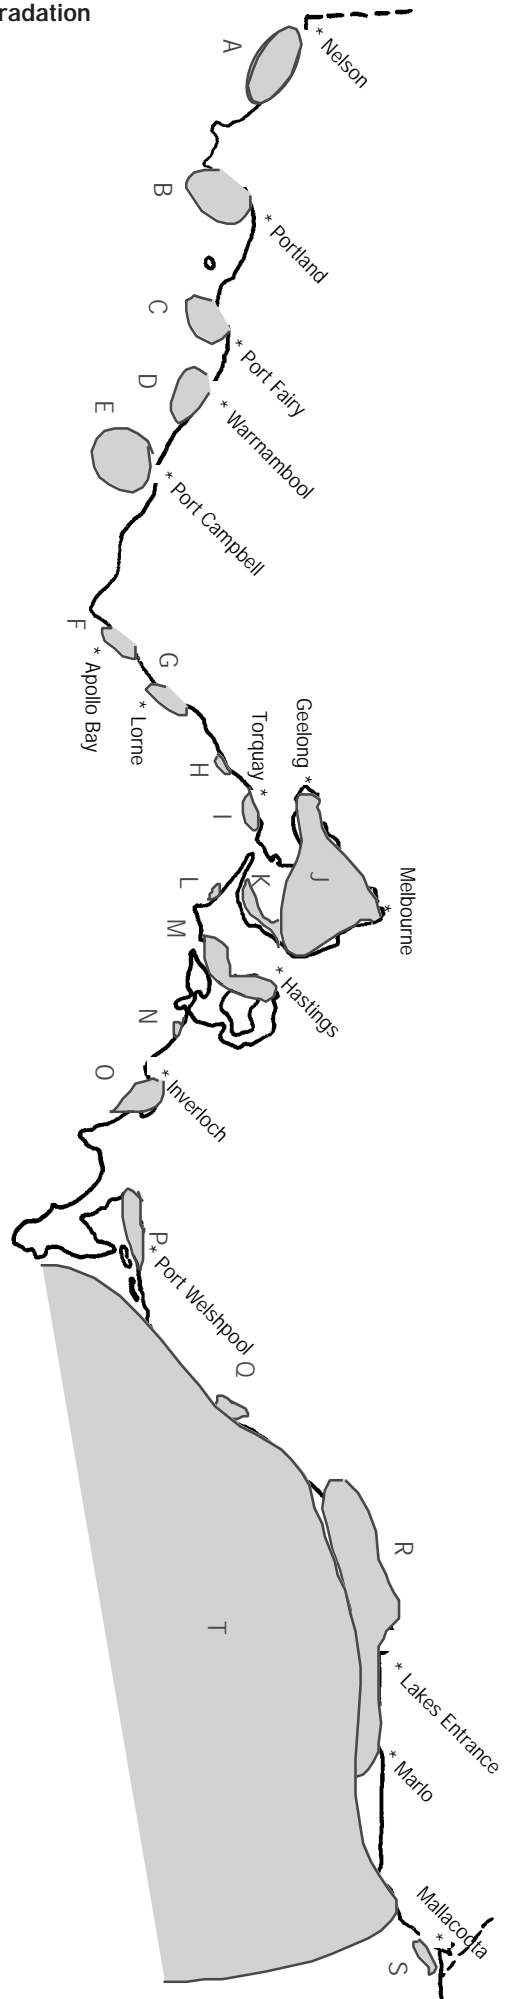 radation
A
* Nelson
B
* Portland
C
* Port Fairy
D
* Warrnambool
E
* Port Campbell
F
* Apollo Bay
G
* Lorne
H
Torquay *
I
Geelong *
J
Melbourne
*
K
L
M
* Hastings
N
O
* Inverloch
P
* Port Welshpool
Q
R
T
* Lakes Entrance
* Marlo
Mallacoota
*
S